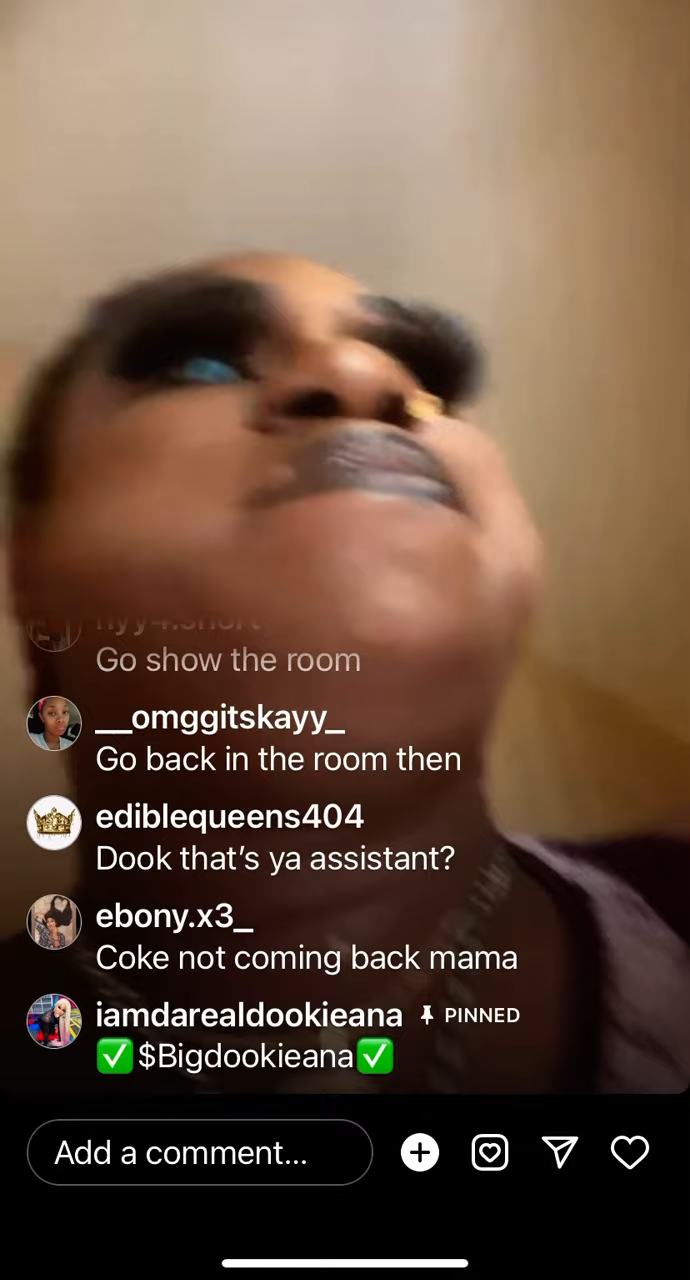 Go show the room
__omggitskayy_
Go back in the room then
ediblequeens404
Dook that’s ya assistant?
ebony.x3_
Coke not coming back mama
iamdarealdookieana PINNED
✅$Bigdookieana✅
Add a comment...